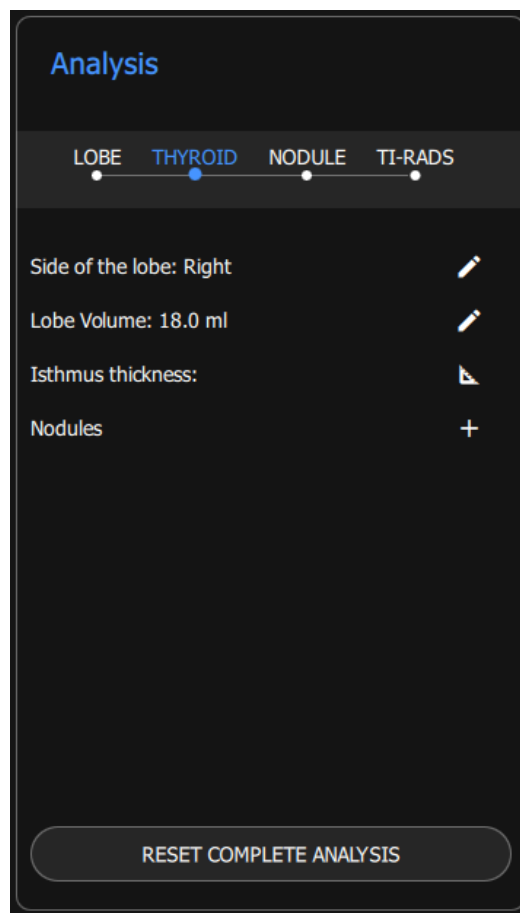 Analysis
LOBE THYROID NODULE TI-RADS
Side of the lobe: Right
Lobe Volume: 18.0 ml
Isthmus thickness:
Nodules
RESET COMPLETE ANALYSIS